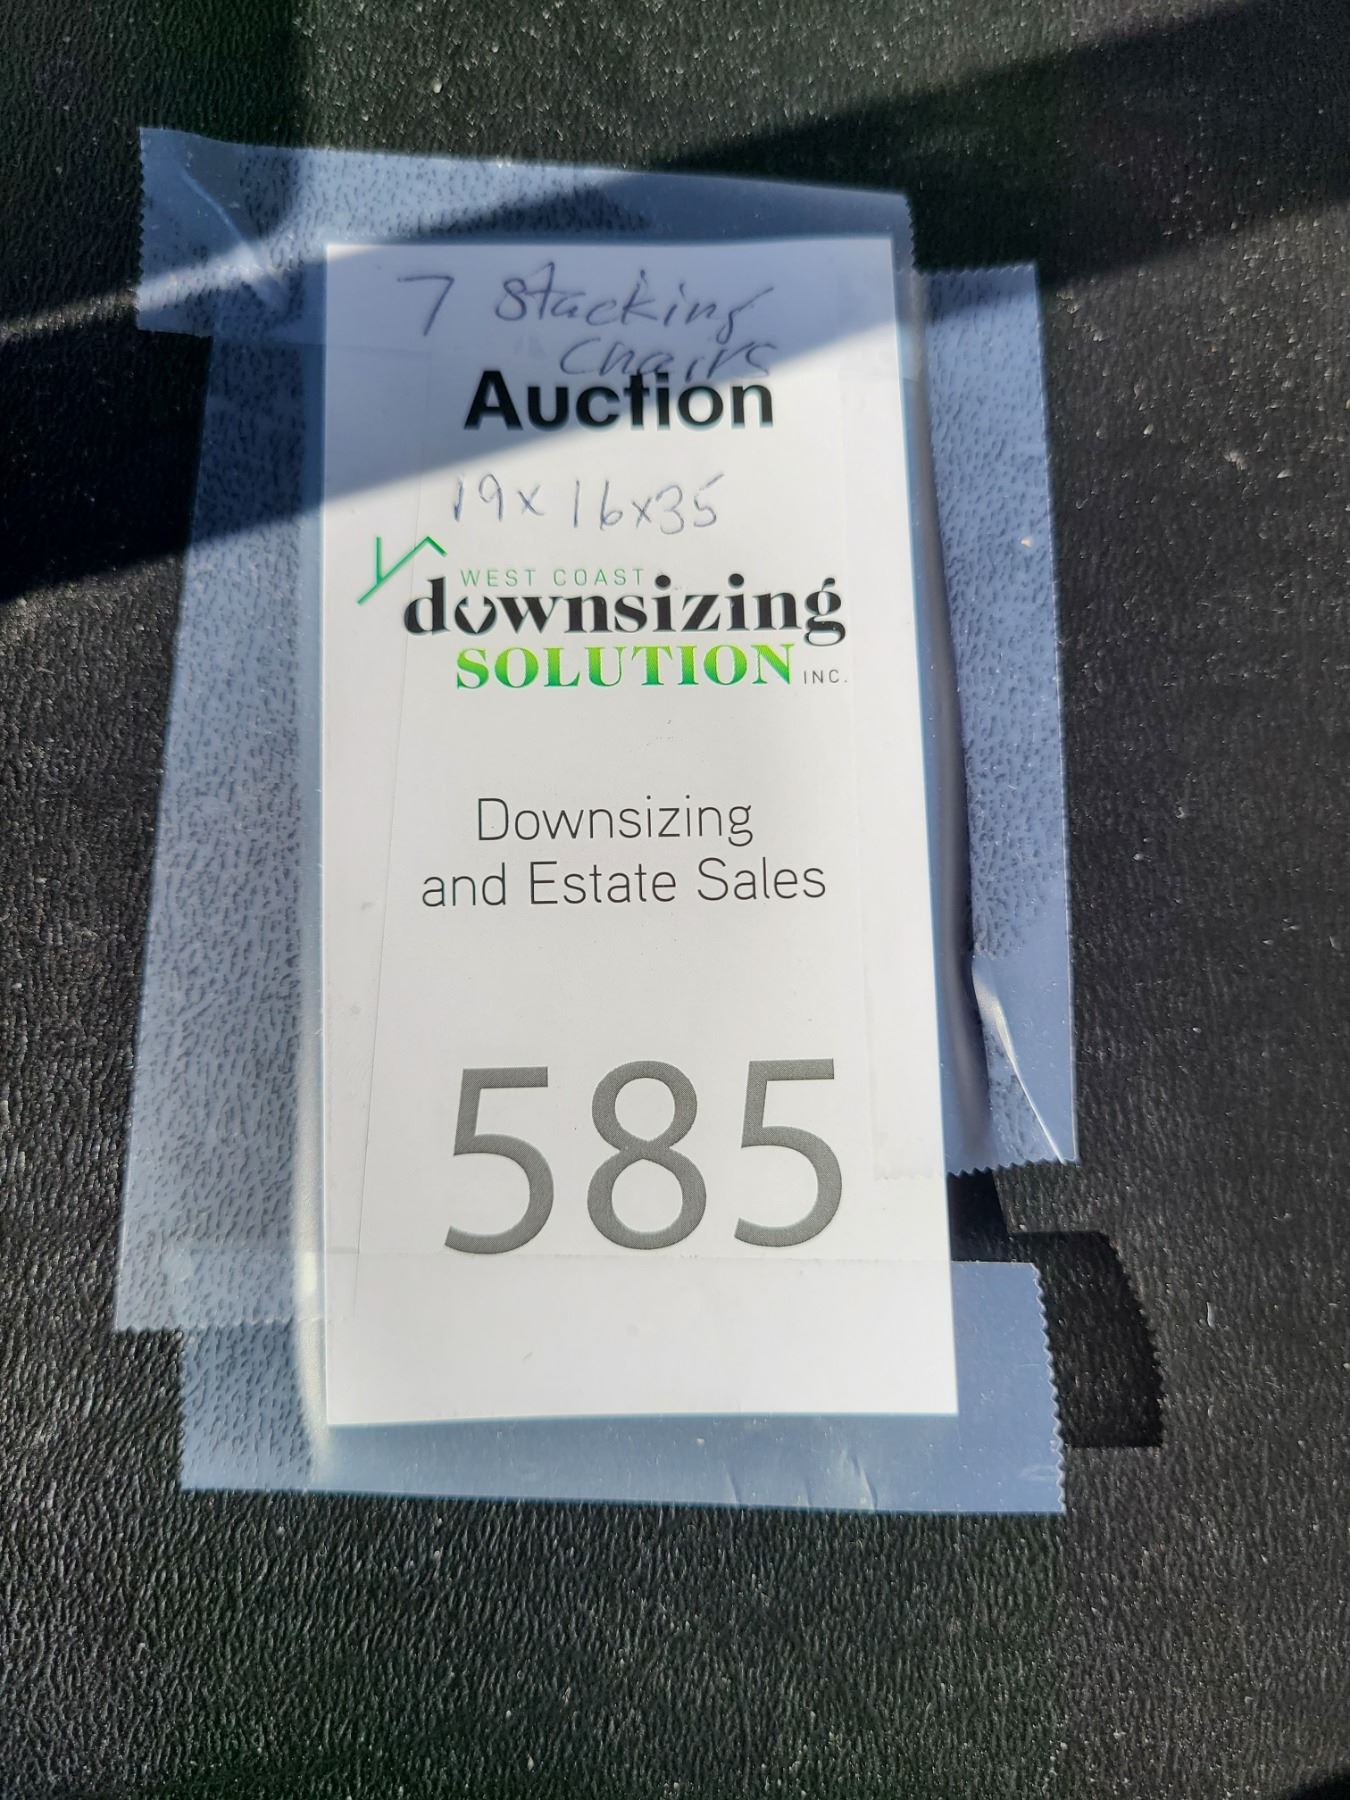 7 Stacking
Chairs
Auction
19x16x35
WEST COAST
downsizing
SOLUTION INC.
Downsizing
and Estate Sales
585